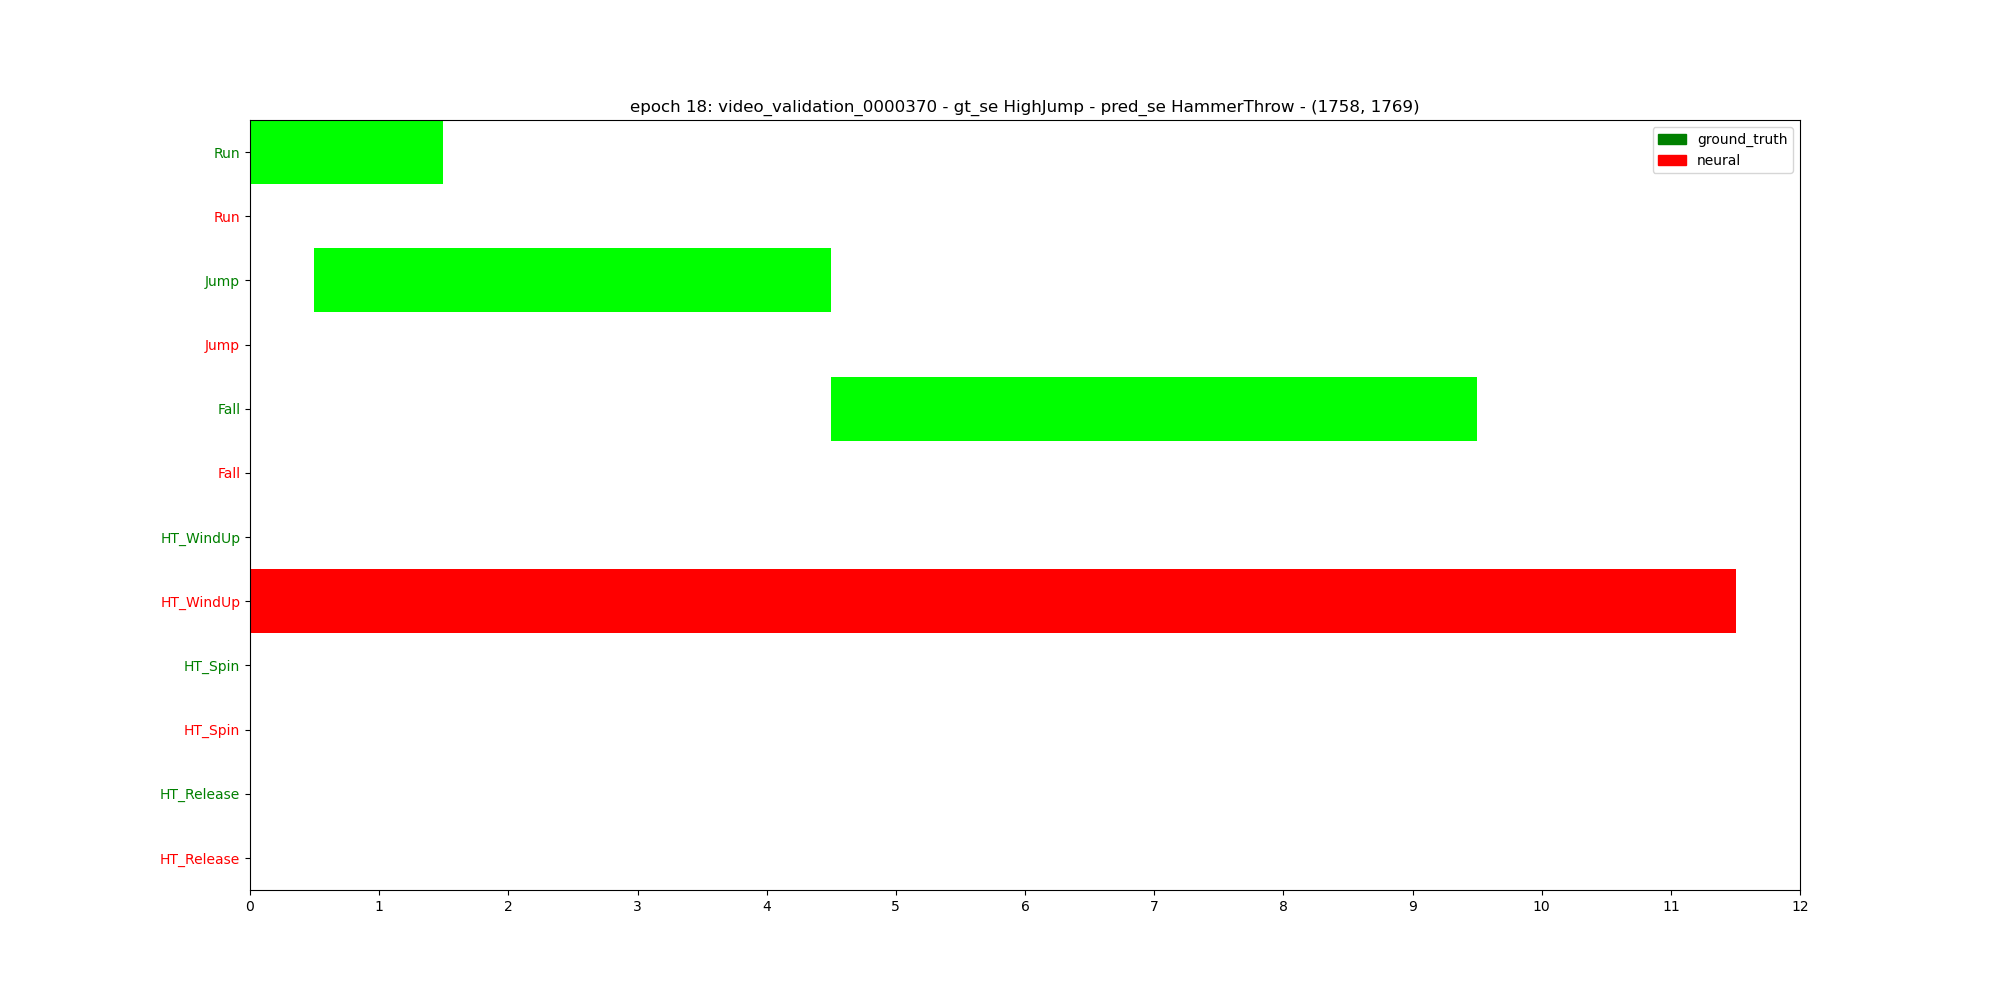 epoch 18: video_validation_0000370 - gt_se HighJump - pred_se HammerThrow - (1758, 1769)
ground_truth
neural
Run
Run
Jump
Jump
Fall
Fall
HT_WindUp
HT_WindUp
HT_Spin
HT_Spin
HT_Release
HT_Release
0 1 2 3 4 5 6 7 8 9 10 11 12